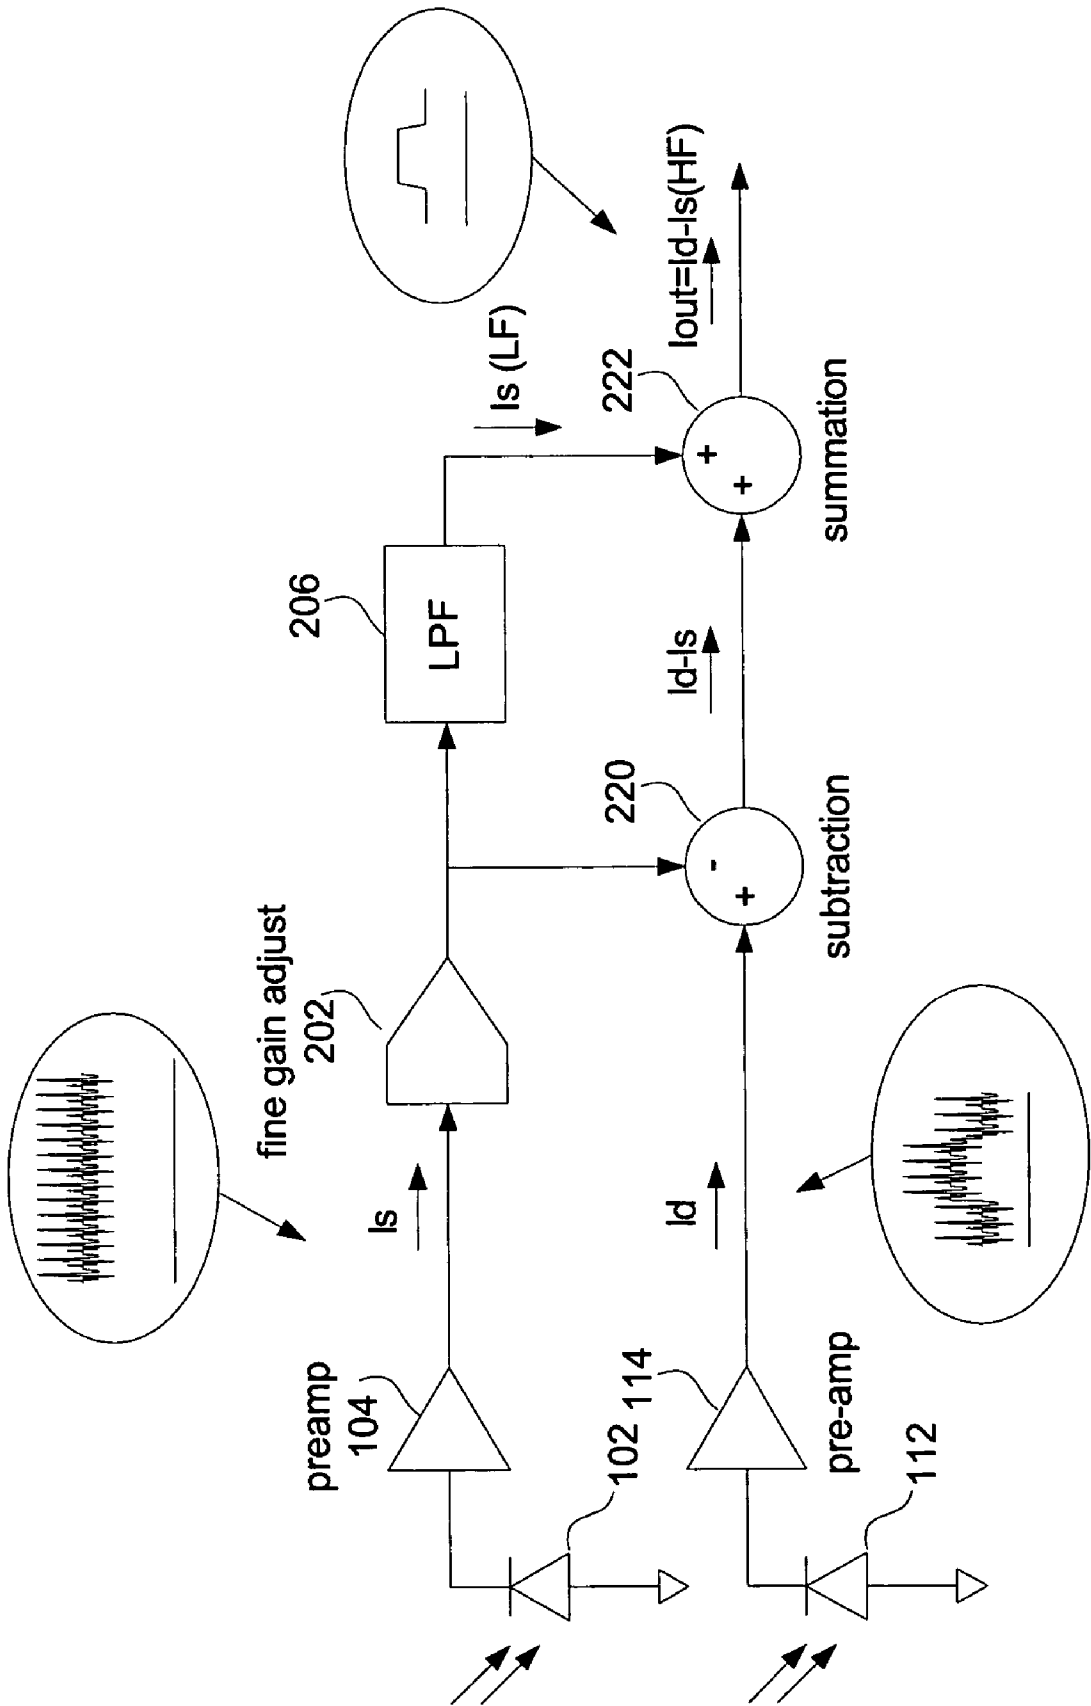 fine gain adjust
202
206
LPF
Is (LF)
preamp
104
Is
102
220
222
Iout=Id-Is(HF)
114
Id
Id-Is
-
+
+
+
pre-amp
112
subtraction
summation